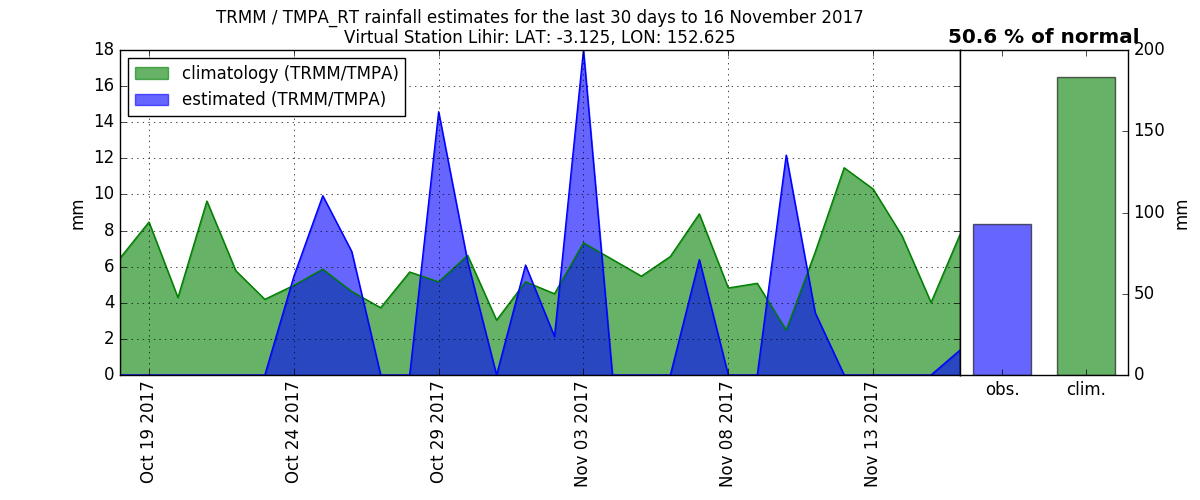 TRMM / TMPA_RT rainfall estimates for the last 30 days to 16 November 2017
Virtual Station Lihir: LAT: -3.125, LON: 152.625
50.6 % of normal
climatology (TRMM/TMPA)
estimated (TRMM/TMPA)
18
16
14
12
10
8
6
4
2
0
mm
Oct 19 2017
Oct 24 2017
Oct 29 2017
Nov 03 2017
Nov 08 2017
Nov 13 2017
200
150
100
50
0
mm
obs.
clim.